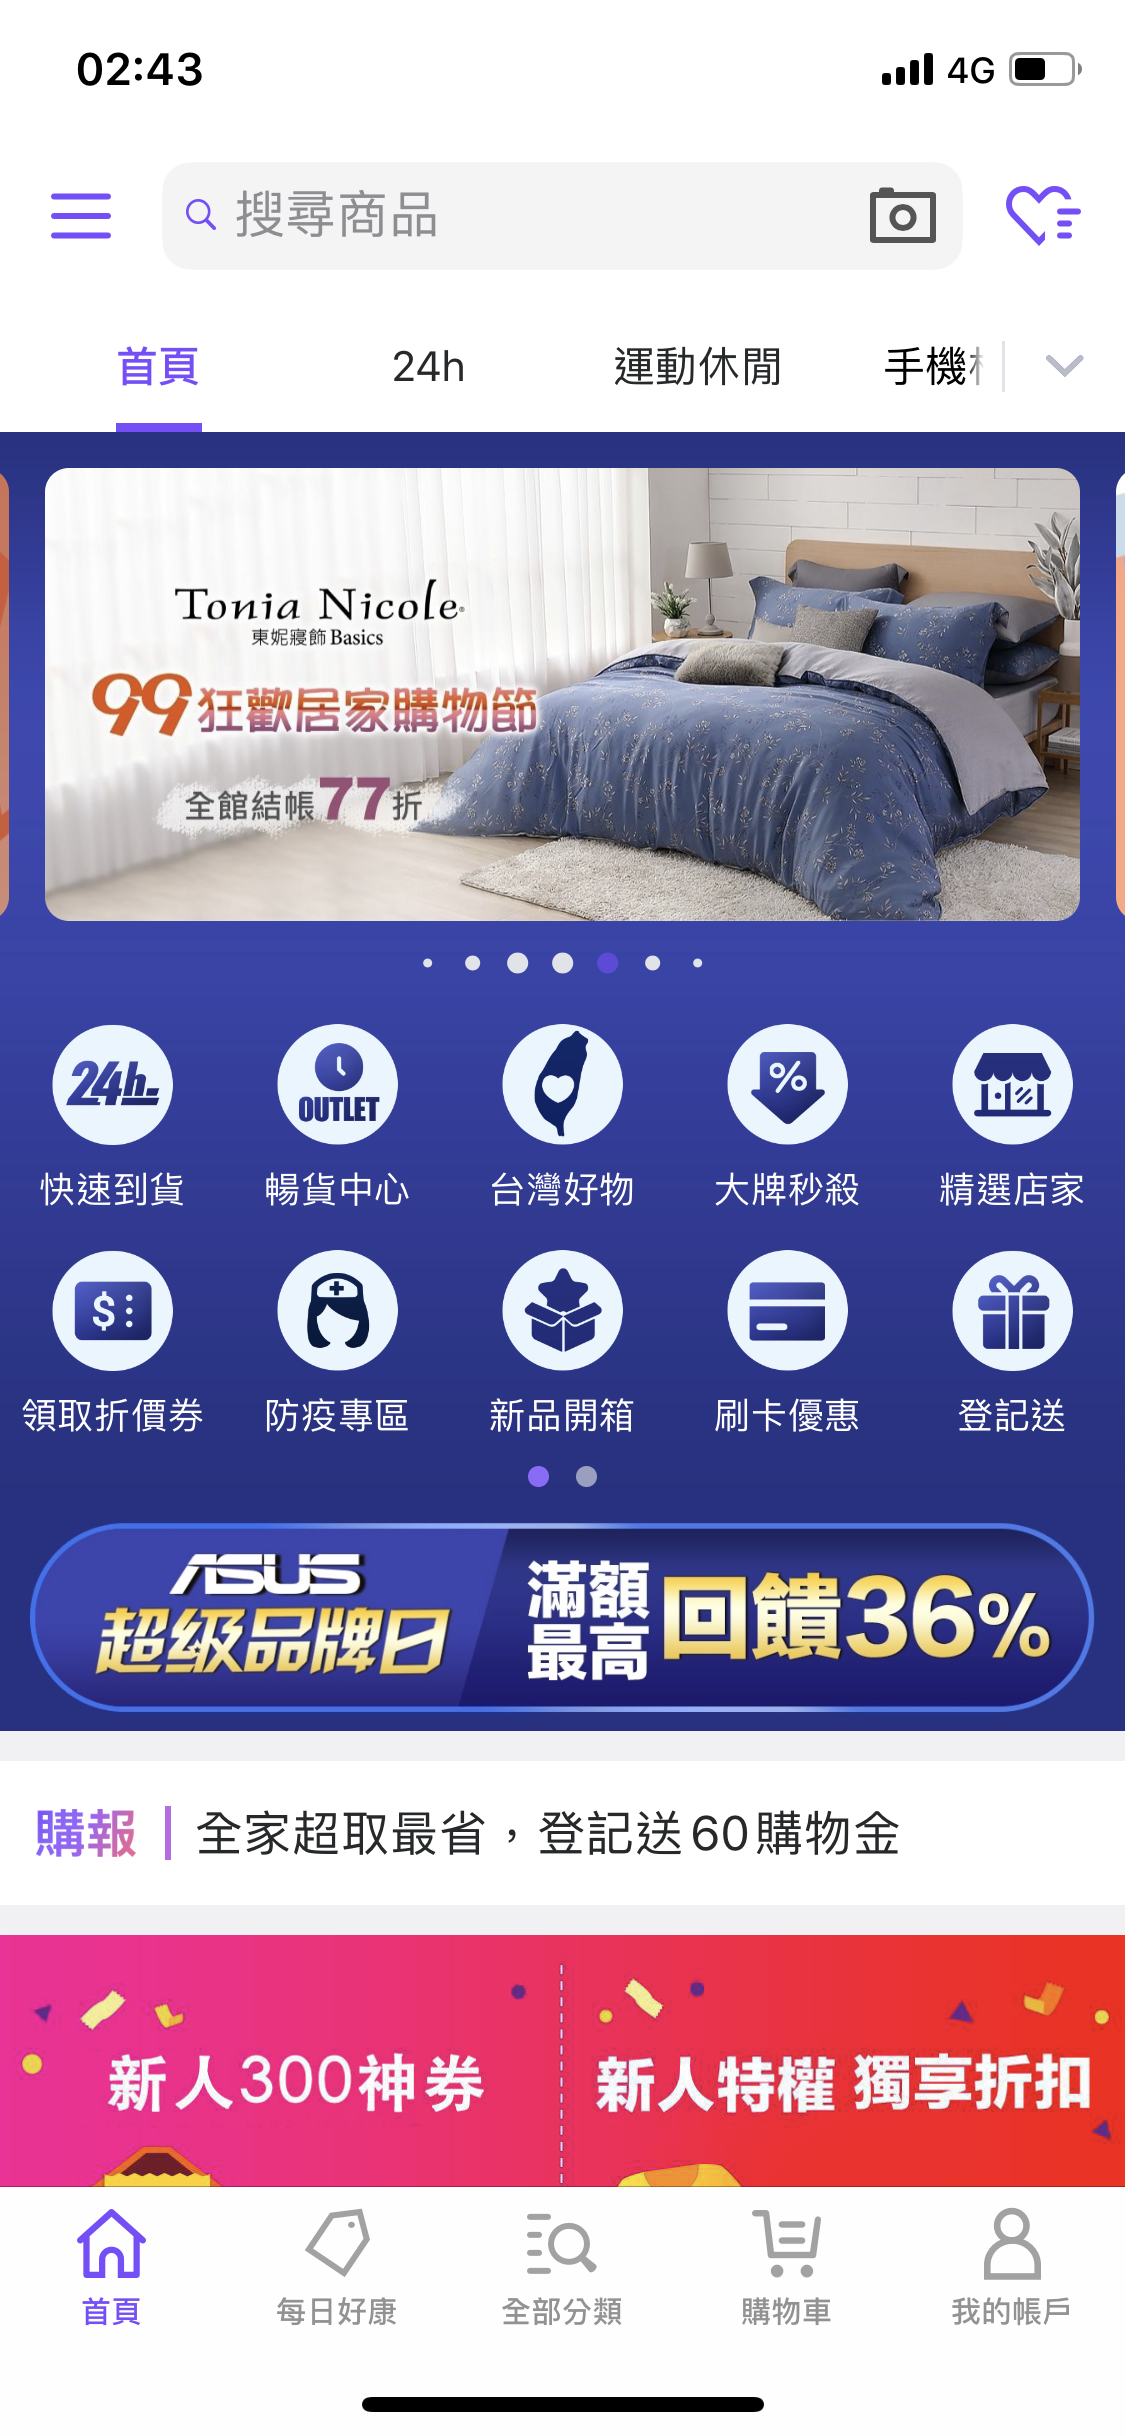 02:43
4G
搜尋商品
首頁
24h
運動休閒
手機
Tonia Nicole®
東妮寢飾 Basics
99狂歡居家購物節
全館結帳77折
24h
OUTLET
%
快速到貨
暢貨中心
台灣好物
大牌秒殺
精選店家
$
領取折價券
防疫專區
新品開箱
刷卡優惠
登記送
ASUS
超級品牌日
滿額
最高
回饋36%
購報
全家超取最省，登記送60購物金
新人300神券
新人特權 獨享折扣
首頁
每日好康
全部分類
購物車
我的帳戶